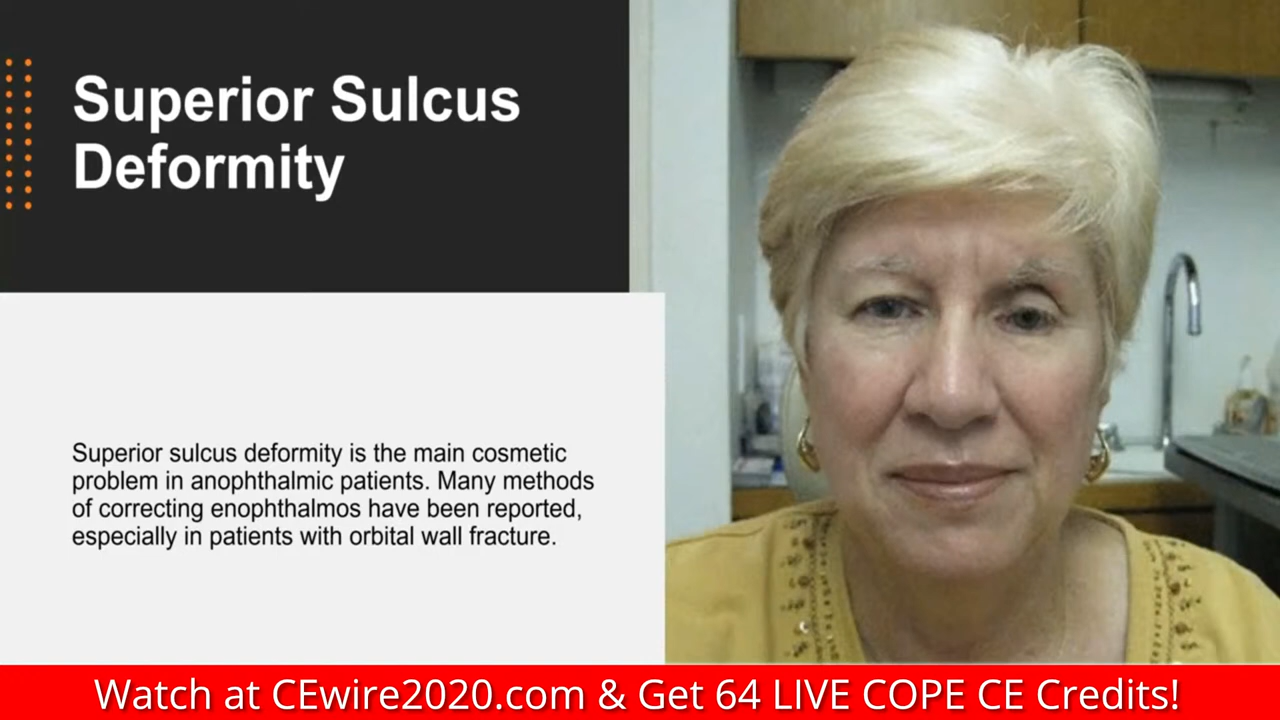 Superior Sulcus
Deformity
Superior sulcus deformity is the main cosmetic
problem in anophthalmic patients. Many methods
of correcting enophthalmos have been reported,
especially in patients with orbital wall fracture.
Watch at CEwire2020.com & Get 64 LIVE COPE CE Credits!